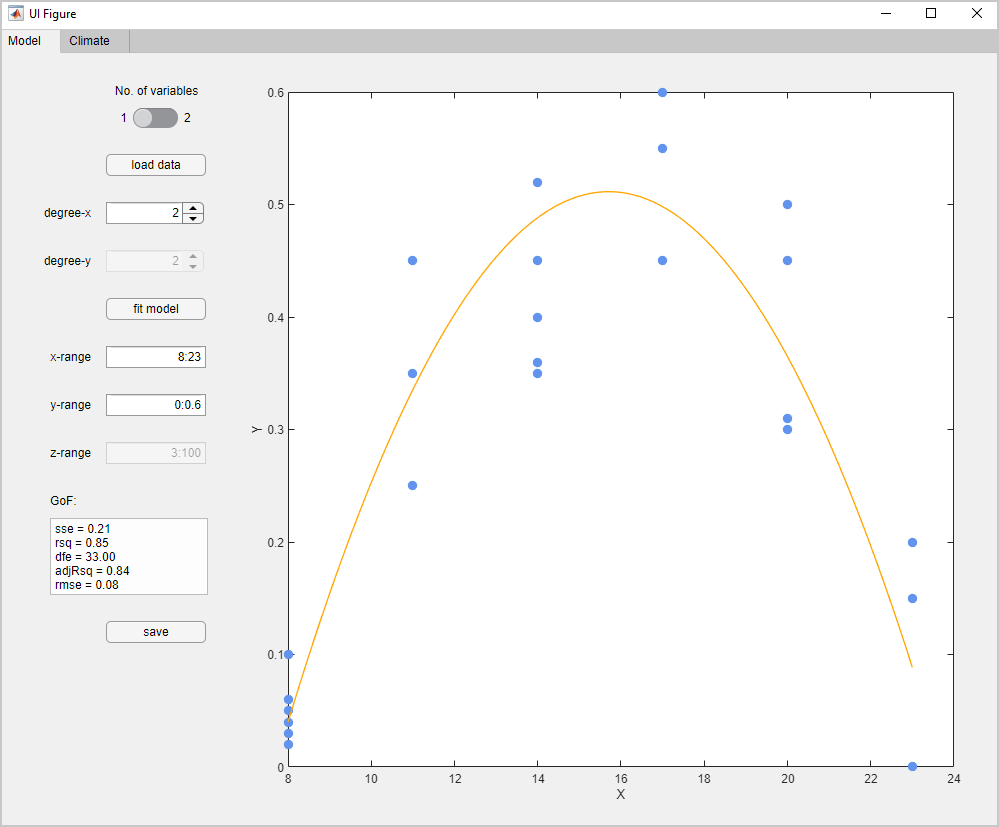 UI Figure
Model Climate
No. of variables
1 2
load data
degree-x 2
degree-y 2
fit model
x-range 8:23
y-range 0:0.6
z-range 3:100
GoF:
sse = 0.21
rsq = 0.85
dfe = 33.00
adjRsq = 0.84
rmse = 0.08
save
0.6
0.5
0.4
0.3
0.2
0.1
0
Y
8 10 12 14 16 18 20 22 24
X